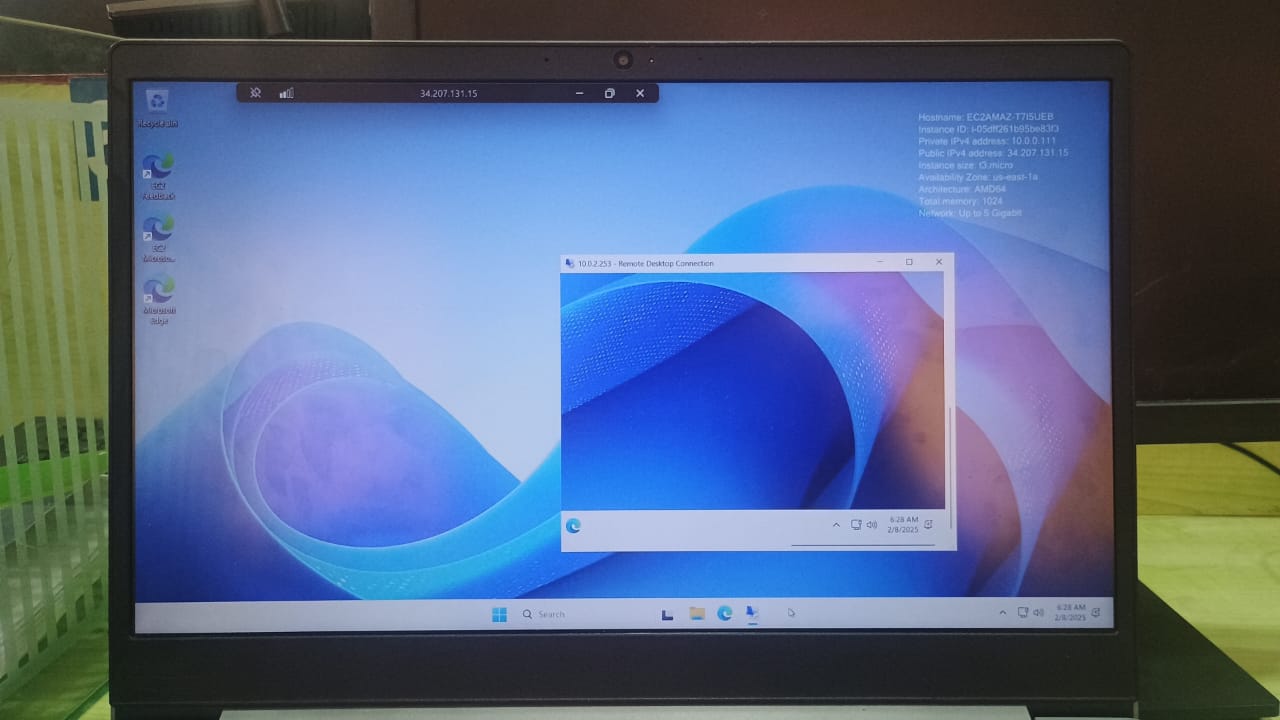 34.207.131.15
Recycle Bin
EC2
Feedback
EC2
Microso...
Microsoft
Edge
Hostname: EC2AMAZ-T7I5UEB
Instance ID: i-05dff261b95be83f3
Private IPv4 address: 10.0.0.111
Public IPv4 address: 34.207.131.15
Instance size: t3.micro
Availability Zone: us-east-1a
Architecture: AMD64
Total memory: 1024
Network: Up to 5 Gigabit
10.0.2.253 - Remote Desktop Connection
6:28 AM
2/8/2025
Search
6:28 AM
2/8/2025